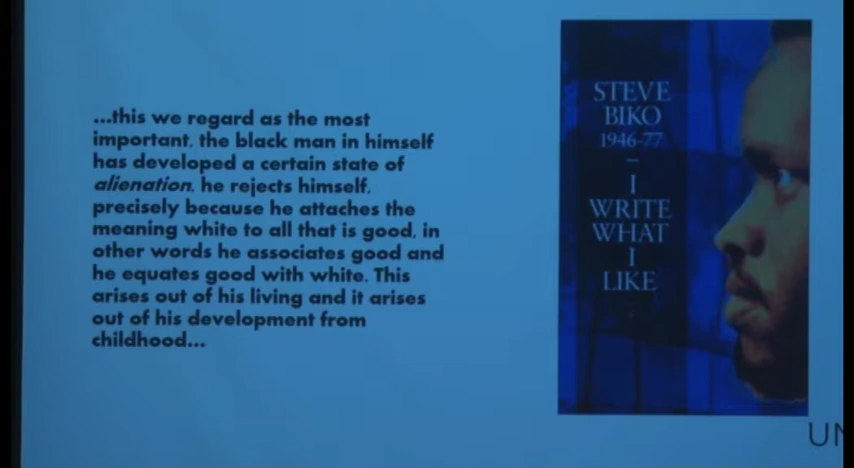 ...this we regard as the most
important, the black man in himself
has developed a certain state of
alienation, he rejects himself,
precisely because he attaches the
meaning white to all that is good, in
other words he associates good and
he equates good with white. This
arises out of his living and it arises
out of his development from
childhood...
STEVE
BIKO
1946-77
–
I
WRITE
WHAT
I
LIKE
UN